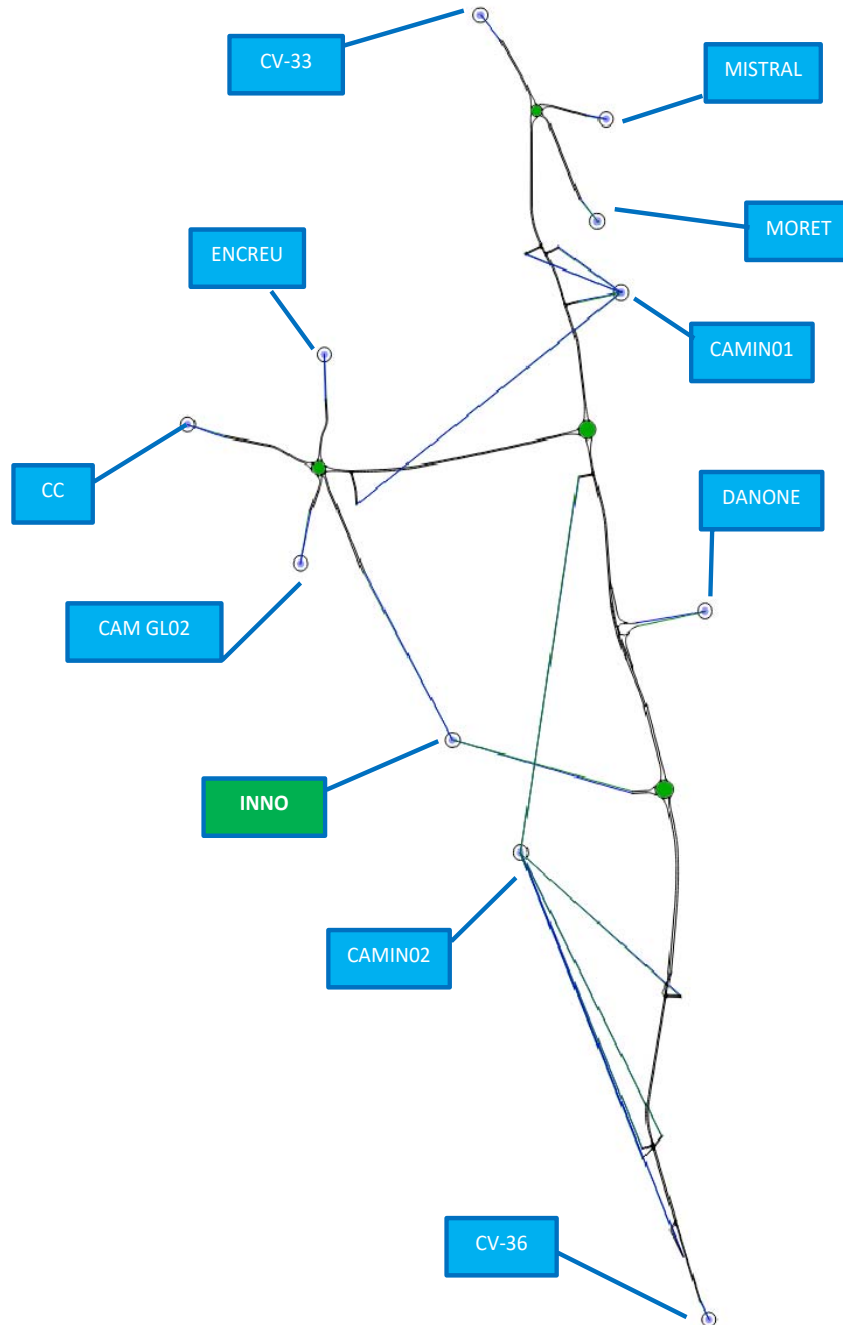 CV-33
MISTRAL
MORET
ENCREU
CAMIN01
CC
DANONE
CAM GL02
INNO
CAMIN02
CV-36